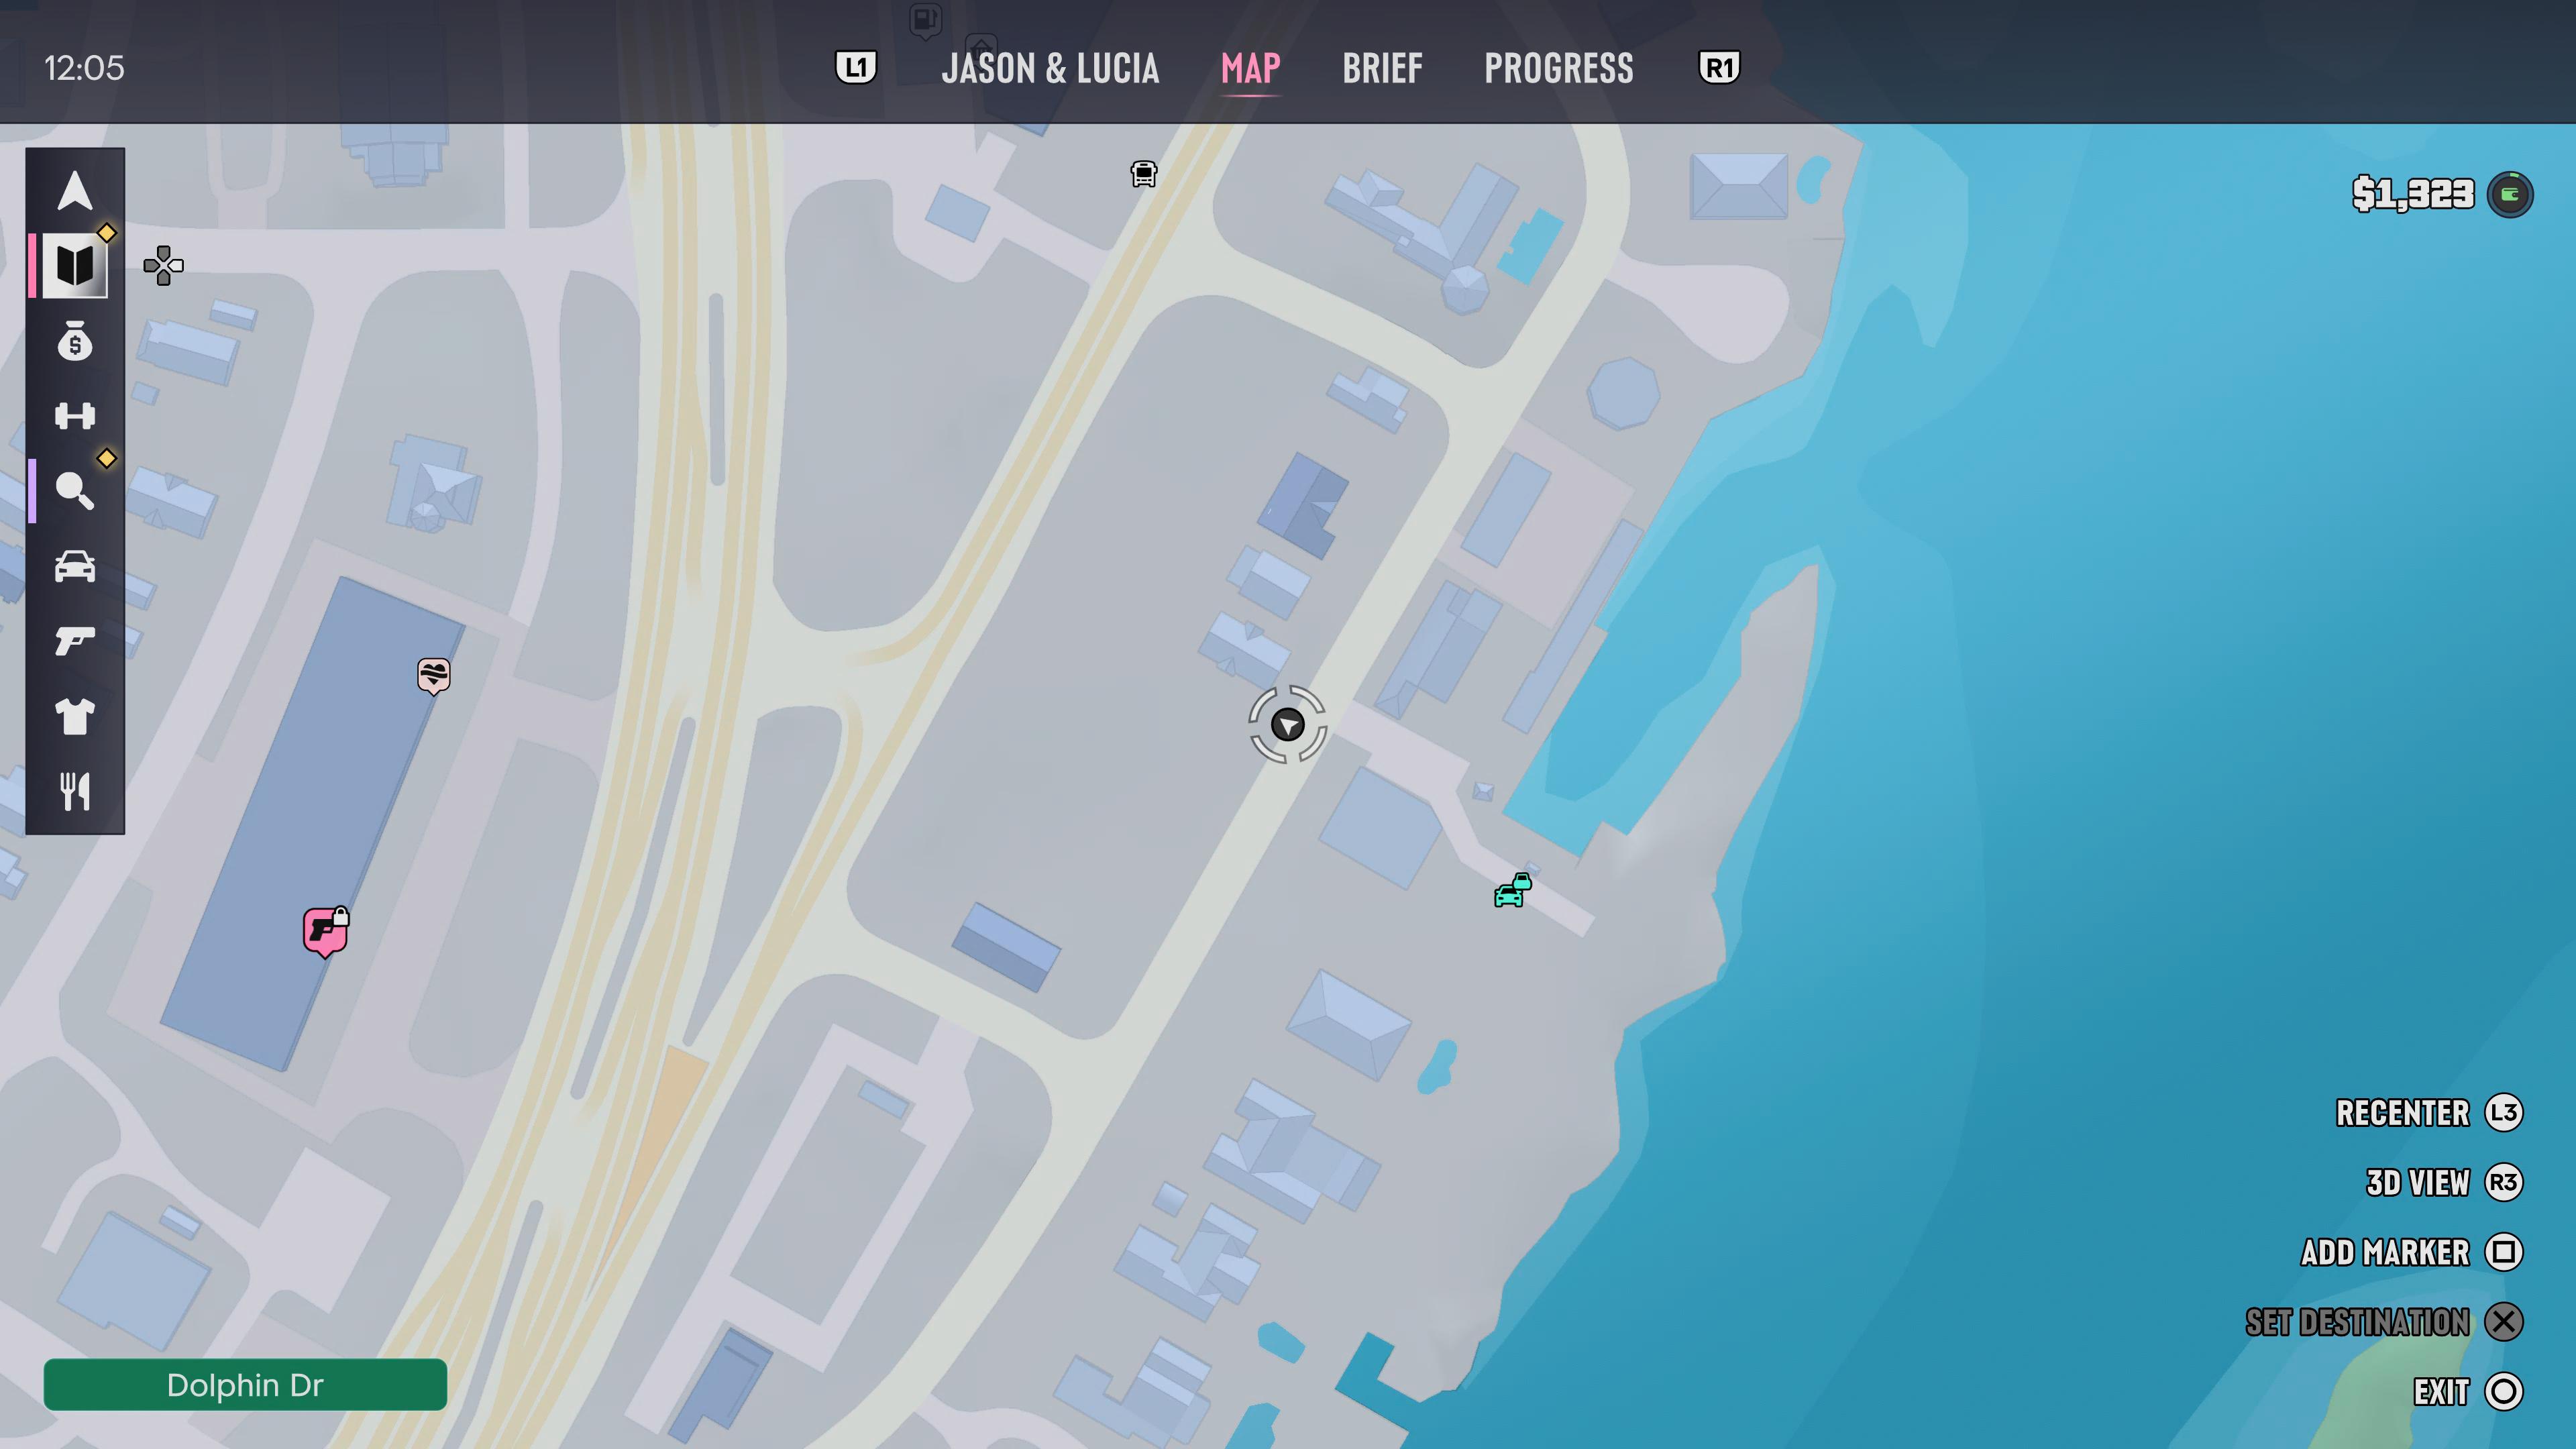 12:05
L1 JASON & LUCIA MAP BRIEF PROGRESS R1
$1,323
RECENTER L3
3D VIEW R3
ADD MARKER
SET DESTINATION
EXIT
Dolphin Dr